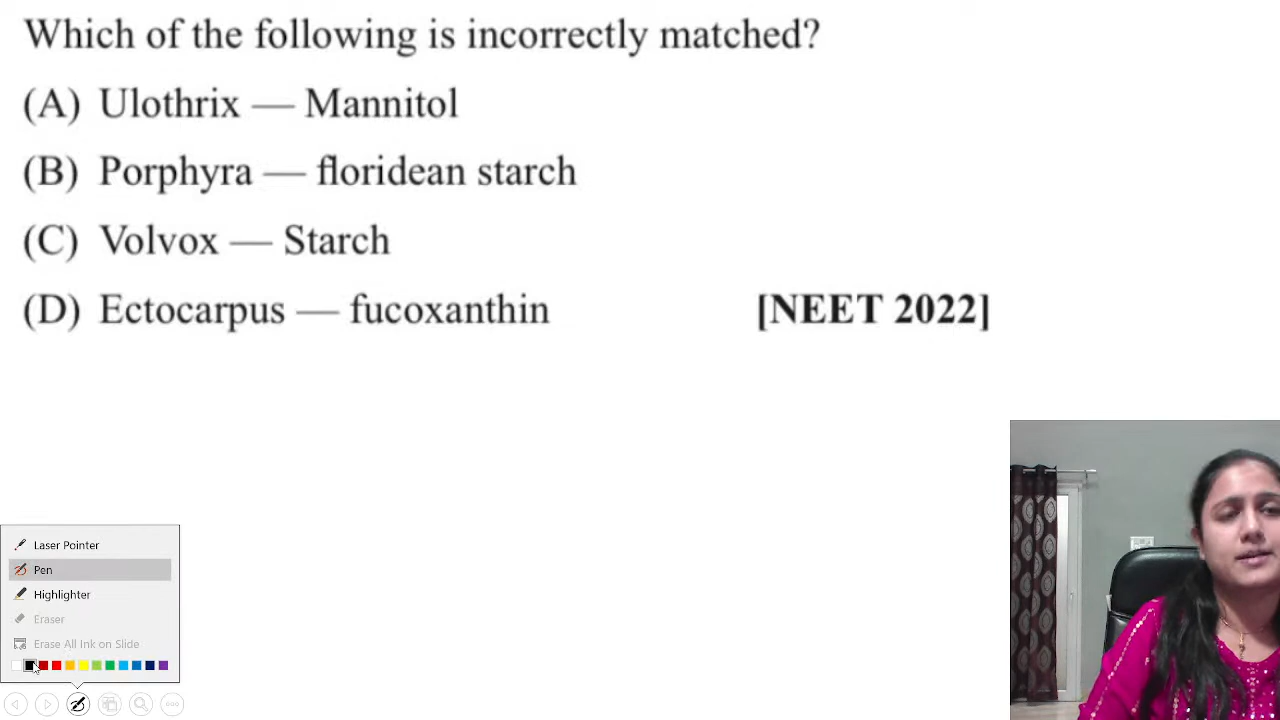 Which of the following is incorrectly matched?
(A) Ulothrix — Mannitol
(B) Porphyra — floridean starch
(C) Volvox — Starch
(D) Ectocarpus — fucoxanthin [NEET 2022]
Laser Pointer
Pen
Highlighter
Eraser
Erase All Ink on Slide